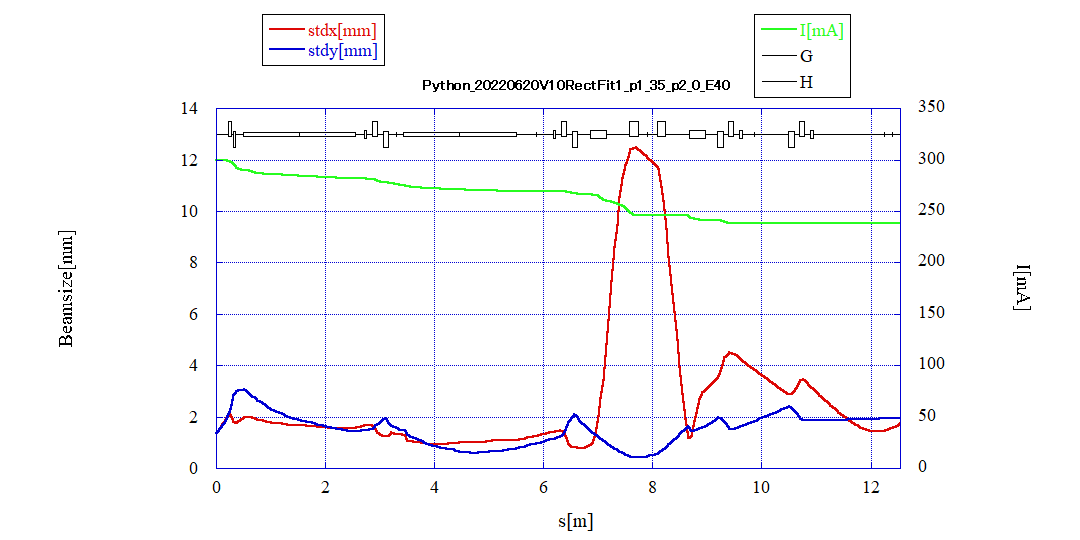 stdx[mm]
stdy[mm]
I[mA]
G
H
Python_20220620V10RectFit1_p1_35_p2_0_E40
14
12
10
8
6
4
2
0
350
300
250
200
150
100
50
0
Beamsize[mm]
I[mA]
0 2 4 6 8 10 12
s[m]